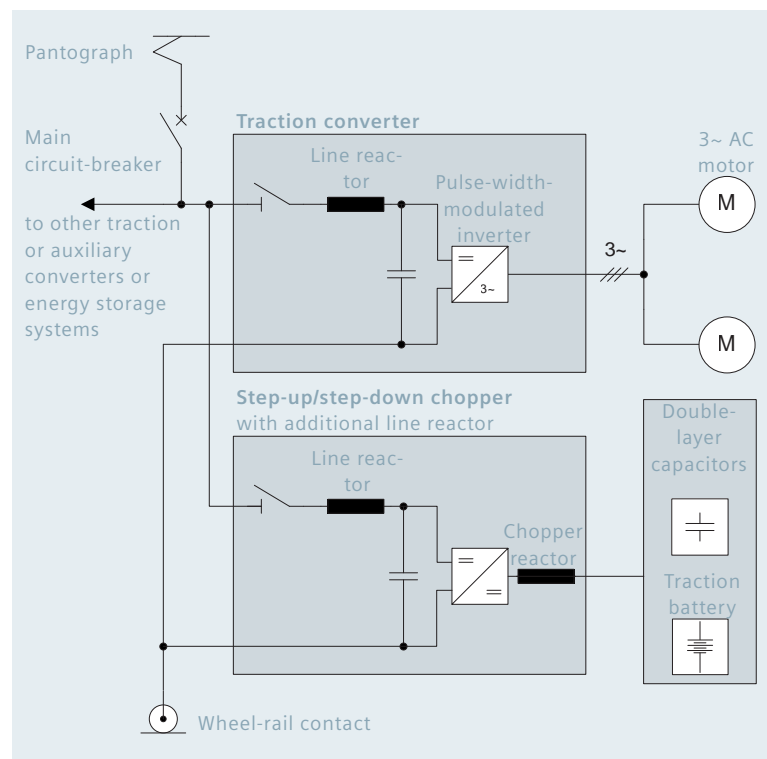 Pantograph
Main
circuit-breaker
to other traction
or auxiliary
converters or
energy storage
systems
Traction converter
Line reac-
tor
Pulse-width-
modulated
inverter
3~
3~
3~ AC
motor
M
M
Step-up/step-down chopper
with additional line reactor
Line reac-
tor
Chopper
reactor
Double-
layer
capacitors
Traction
battery
Wheel-rail contact